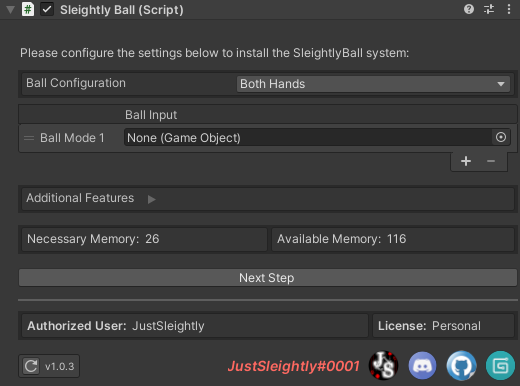 Sleightly Ball (Script)
Please configure the settings below to install the SleightlyBall system:
Ball Configuration Both Hands
Ball Input
Ball Mode 1 None (Game Object)
Additional Features
Necessary Memory: 26 Available Memory: 116
Next Step
Authorized User: JustSleightly License: Personal
v1.0.3 JustSleightly#0001 JS